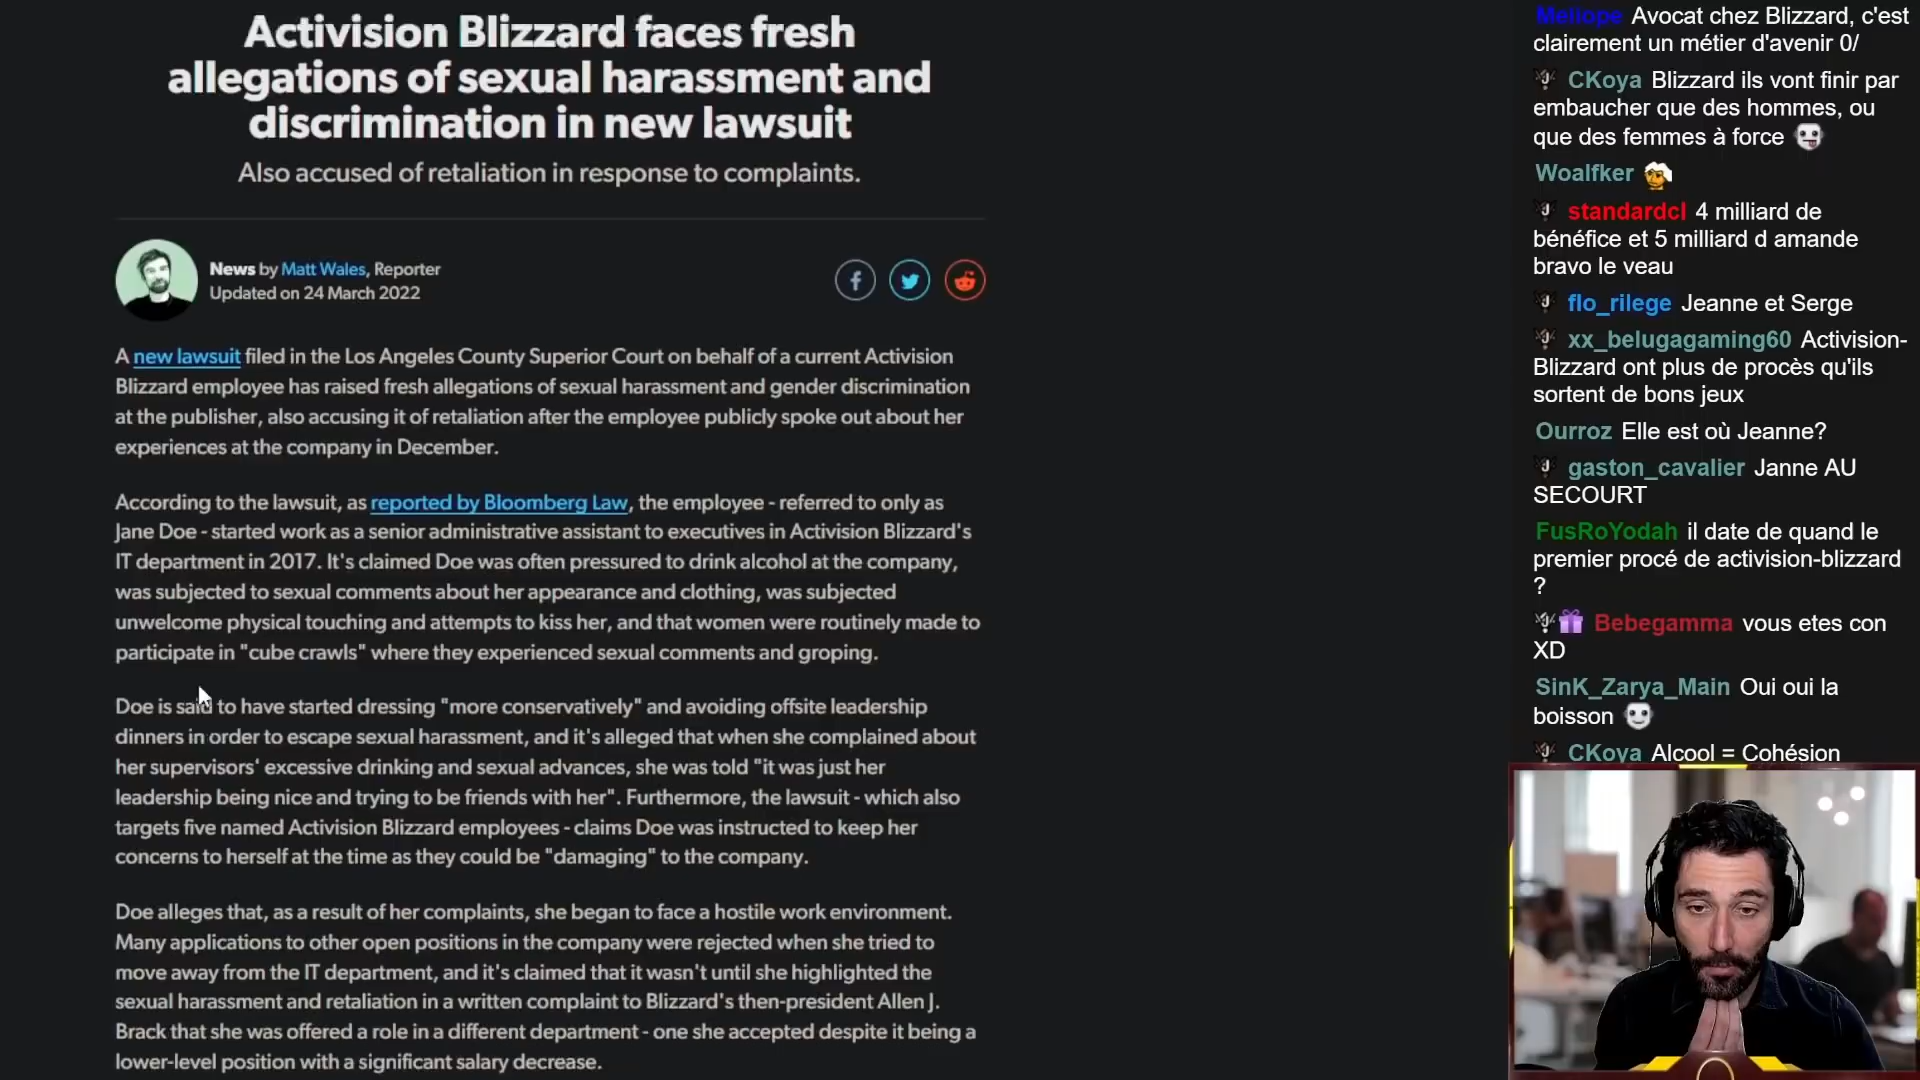 Activision Blizzard faces fresh
allegations of sexual harassment and
discrimination in new lawsuit
Also accused of retaliation in response to complaints.
News by Matt Wales, Reporter
Updated on 24 March 2022
A new lawsuit filed in the Los Angeles County Superior Court on behalf of a current Activision
Blizzard employee has raised fresh allegations of sexual harassment and gender discrimination
at the publisher, also accusing it of retaliation after the employee publicly spoke out about her
experiences at the company in December.
According to the lawsuit, as reported by Bloomberg Law, the employee - referred to only as
Jane Doe - started work as a senior administrative assistant to executives in Activision Blizzard's
IT department in 2017. It's claimed Doe was often pressured to drink alcohol at the company,
was subjected to sexual comments about her appearance and clothing, was subjected
unwelcome physical touching and attempts to kiss her, and that women were routinely made to
participate in "cube crawls" where they experienced sexual comments and groping.
Doe is said to have started dressing "more conservatively" and avoiding offsite leadership
dinners in order to escape sexual harassment, and it's alleged that when she complained about
her supervisors' excessive drinking and sexual advances, she was told "it was just her
leadership being nice and trying to be friends with her". Furthermore, the lawsuit - which also
targets five named Activision Blizzard employees - claims Doe was instructed to keep her
concerns to herself at the time as they could be "damaging" to the company.
Doe alleges that, as a result of her complaints, she began to face a hostile work environment.
Many applications to other open positions in the company were rejected when she tried to
move away from the IT department, and it's claimed that it wasn't until she highlighted the
sexual harassment and retaliation in a written complaint to Blizzard's then-president Allen J.
Brack that she was offered a role in a different department - one she accepted despite it being a
lower-level position with a significant salary decrease.
Meliope Avocat chez Blizzard, c'est
clairement un métier d'avenir 0/
CKoya Blizzard ils vont finir par
embaucher que des hommes, ou
que des femmes à force
Woalfker
standardcl 4 milliard de
bénéfice et 5 milliard d amande
bravo le veau
flo_rilege Jeanne et Serge
xx_belugagaming60 Activision-
Blizzard ont plus de procès qu'ils
sortent de bons jeux
Ourroz Elle est où Jeanne?
gaston_cavalier Janne AU
SECOURT
FusRoYodah il date de quand le
premier procé de activision-blizzard
?
Bebegamma vous etes con
XD
SinK_Zarya_Main Oui oui la
boisson
CKoya Alcool = Cohésion